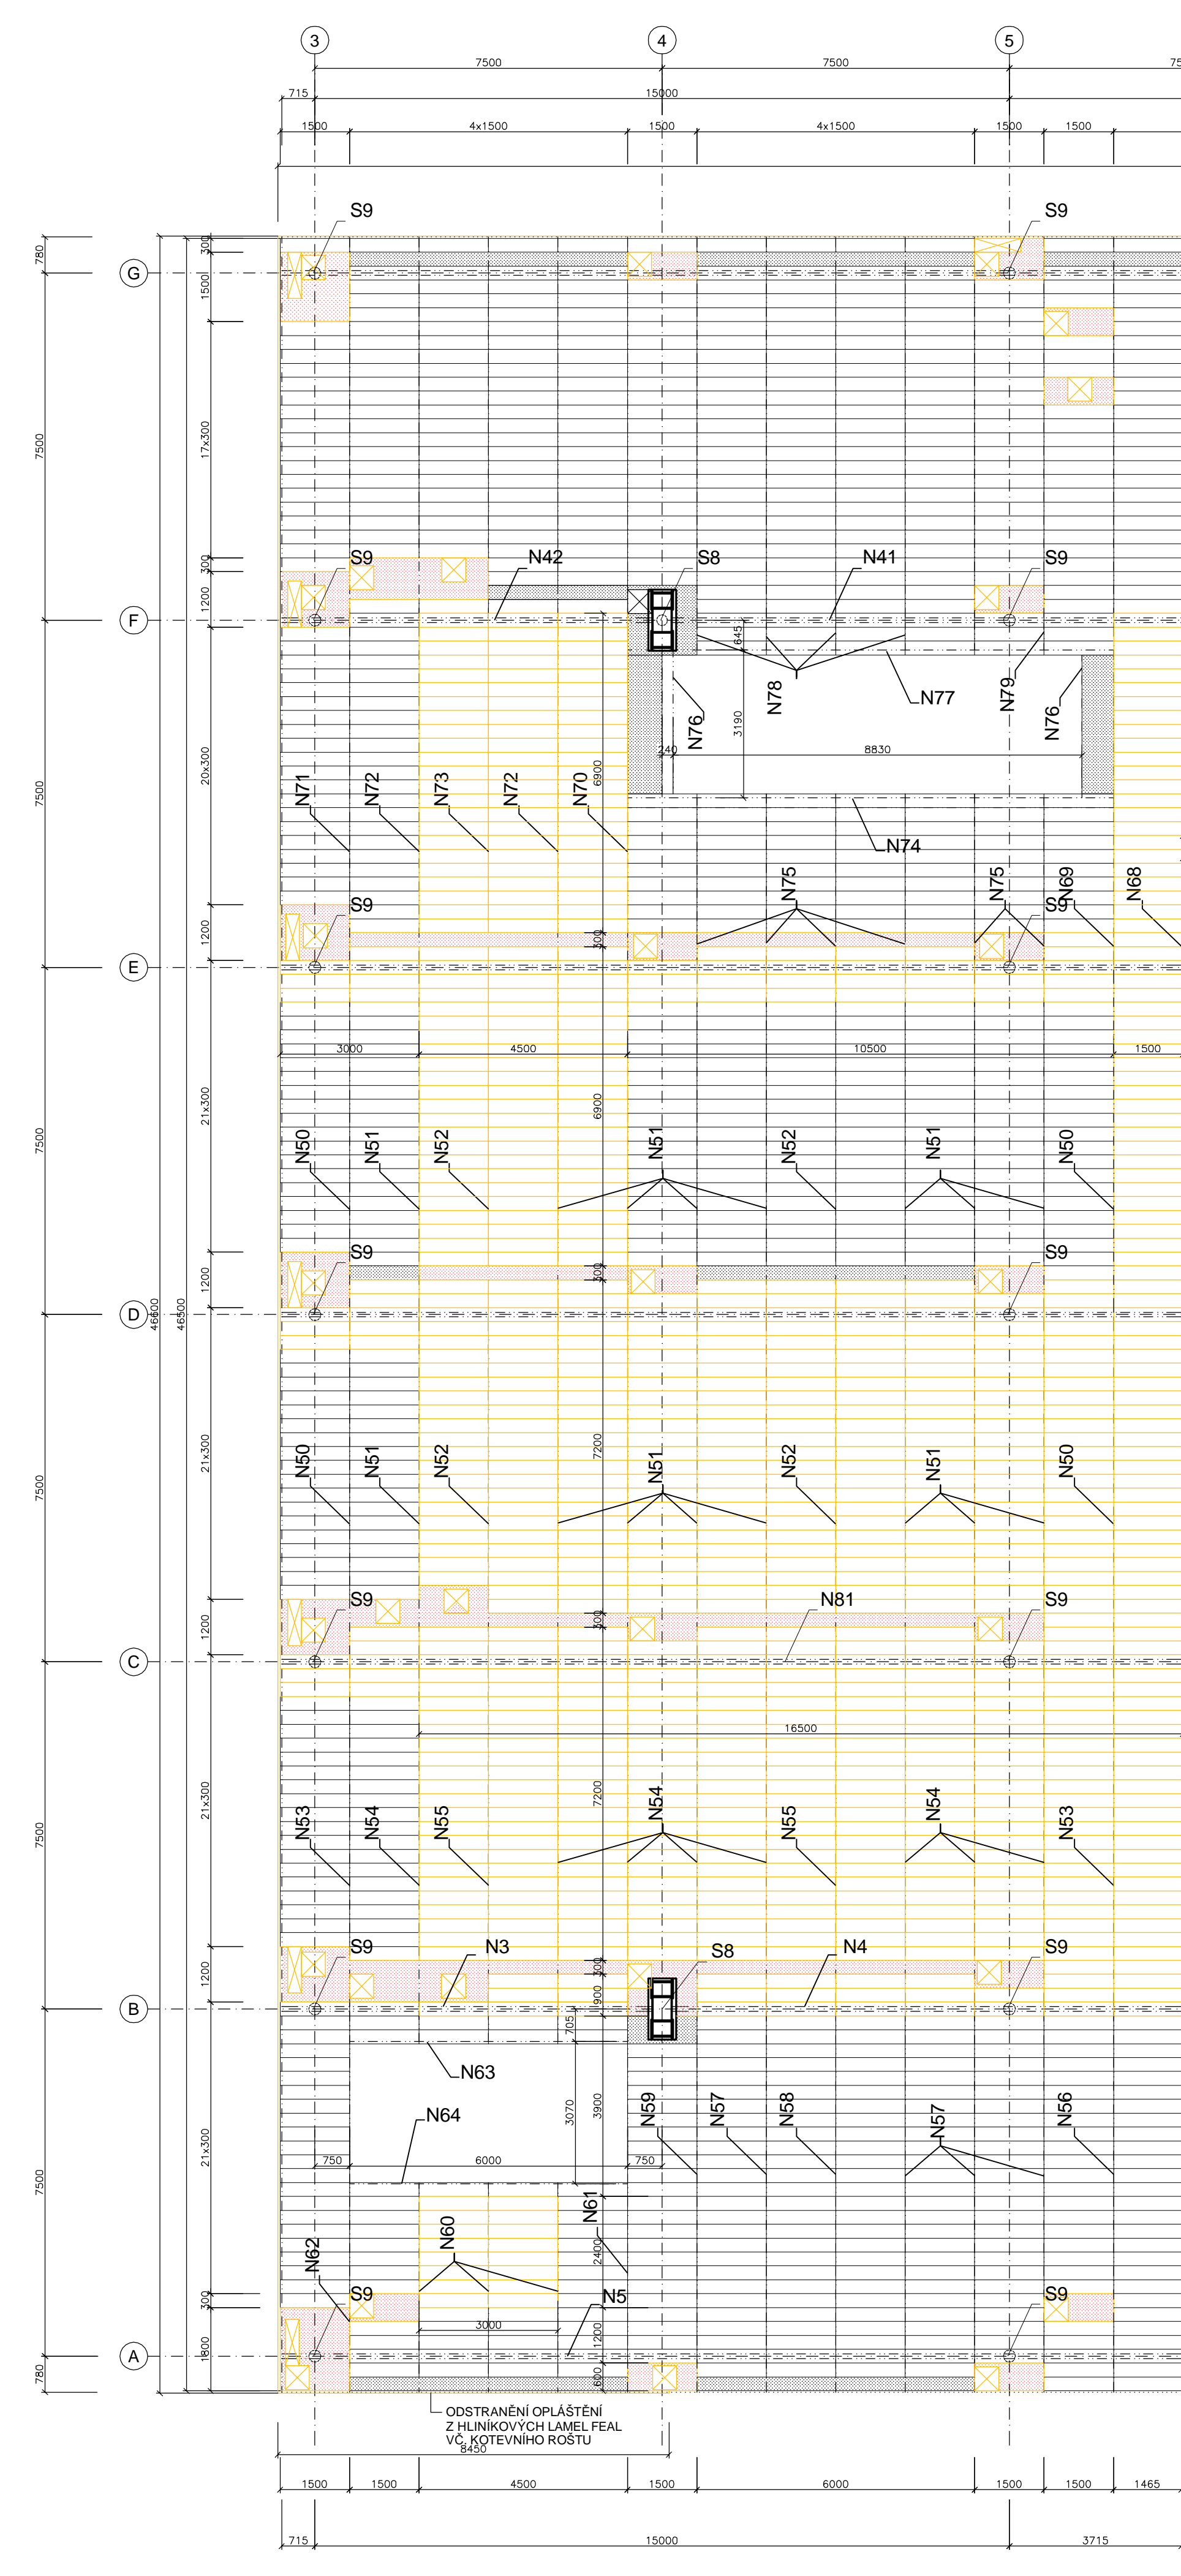 3
4
5
7500
7500
75
715
15000
1500
4x1500
1500
4x1500
1500
1500
S9
S9
780
300
G
1500
7500
17x300
300
S9
N42
S8
N41
S9
1200
F
645
N78
N79
N77
N76
N76
3190
240
8830
6900
20x300
7500
N71
N72
N73
N72
N70
N74
N75
N75
N69
N68
1200
S9
S9
300
E
3000
4500
10500
1500
21x300
6900
7500
N50
N51
N52
N51
N52
N51
N50
S9
S9
1200
300
D
46600
46500
21x300
7200
7500
N50
N51
N52
N51
N52
N51
N50
S9
N81
S9
1200
300
C
16500
21x300
7200
7500
N53
N54
N55
N54
N55
N54
N53
S9
N3
S8
N4
S9
1200
300
900
B
705
N63
3070
3900
N64
N59
N57
N58
N57
N56
750
6000
750
21x300
7500
N61
N60
N62
2400
S9
N5
S9
300
3000
1200
1800
A
780
600
ODSTRANĚNÍ OPLÁŠTĚNÍ
Z HLINÍKOVÝCH LAMEL FEAL
VČ. KOTEVNÍHO ROŠTU
8450
1500
1500
4500
1500
6000
1500
1500
1465
715
15000
3715